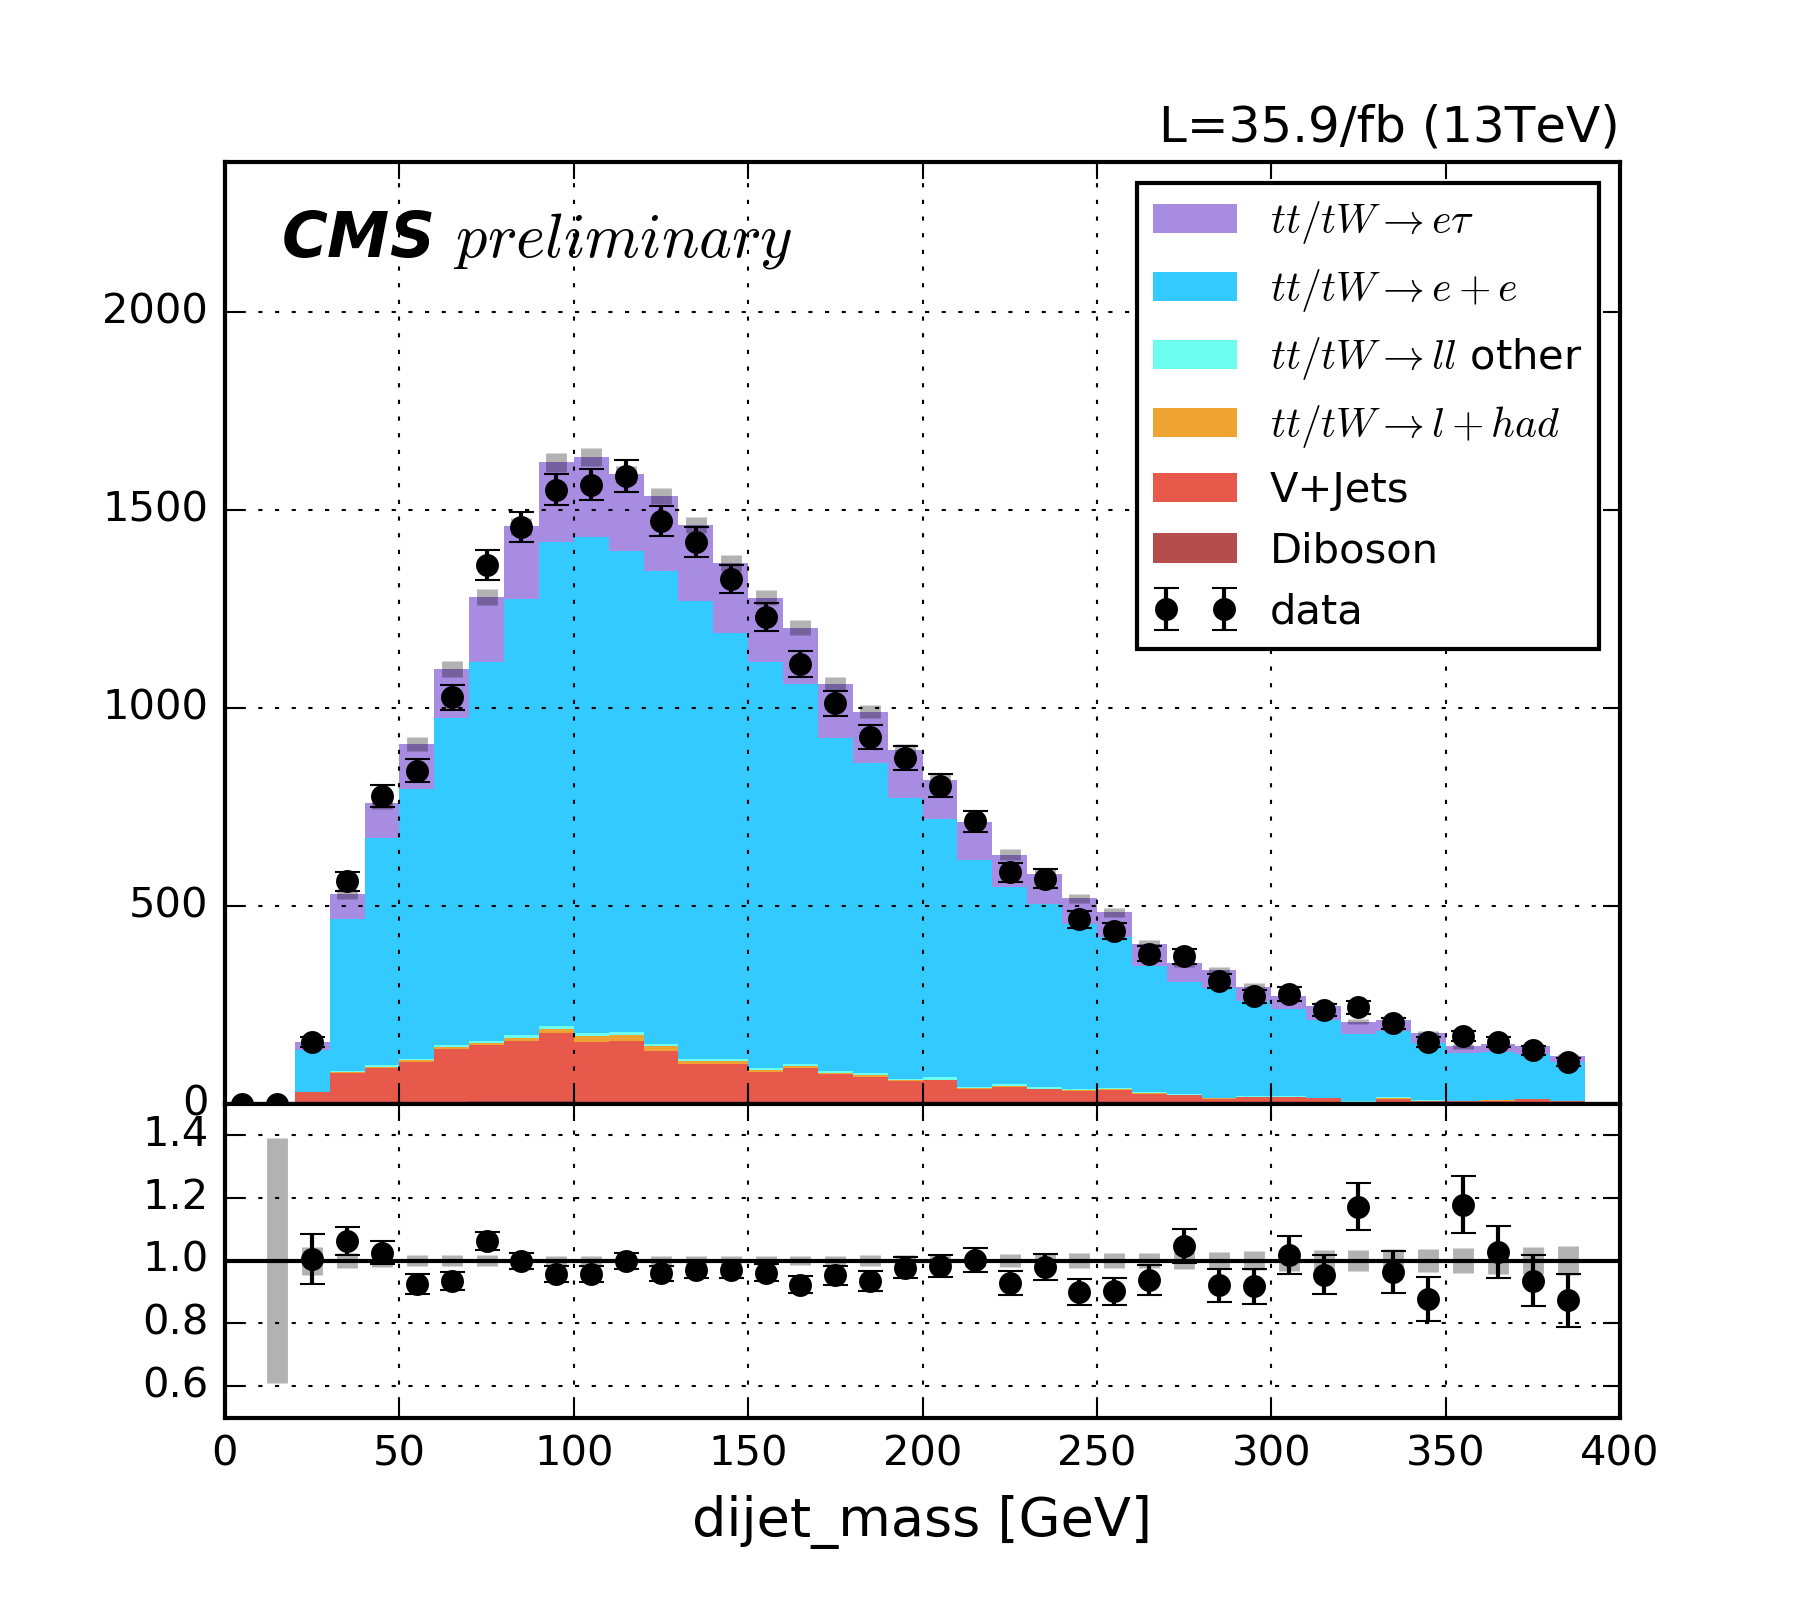 L=35.9/fb (13TeV)
CMS preliminary
tt/tW→eτ
tt/tW→e+e
tt/tW→ll other
tt/tW→l+had
V+Jets
Diboson
data
2000
1500
1000
500
0
1.4
1.2
1.0
0.8
0.6
0 50 100 150 200 250 300 350 400
dijet_mass [GeV]